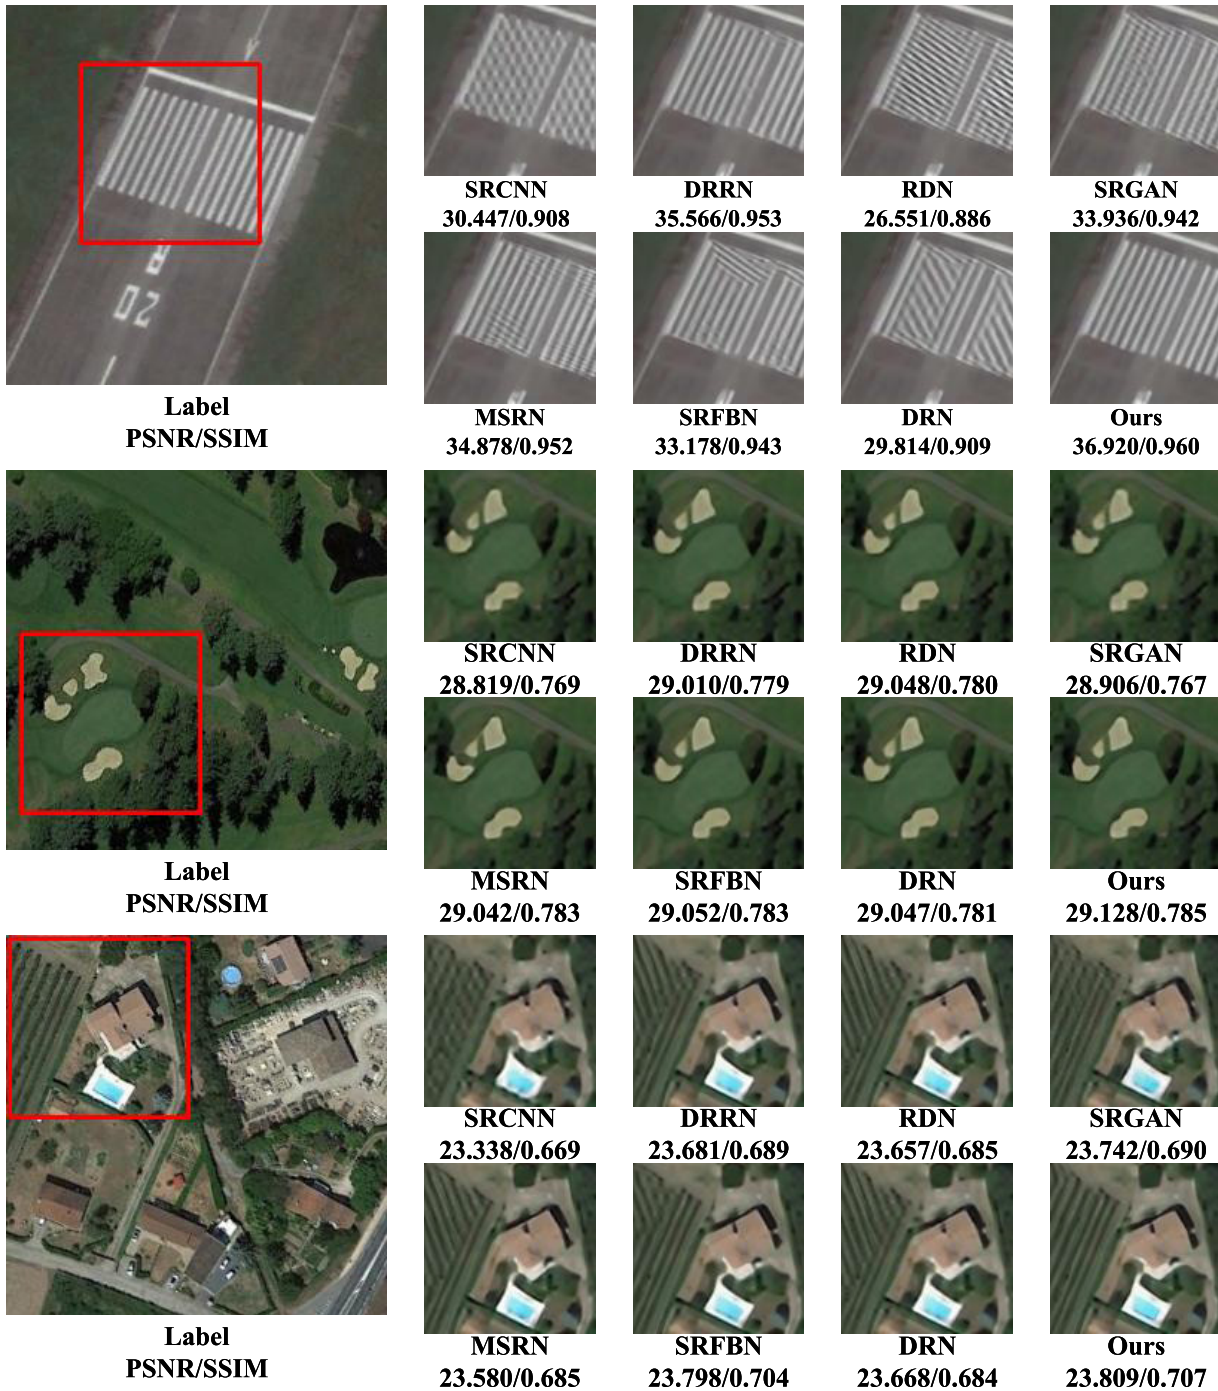 SRCNN DRRN RDN SRGAN
30.447/0.908 35.566/0.953 26.551/0.886 33.936/0.942
MSRN SRFBN DRN Ours
34.878/0.952 33.178/0.943 29.814/0.909 36.920/0.960
20
Label
PSNR/SSIM
SRCNN DRRN RDN SRGAN
28.819/0.769 29.010/0.779 29.048/0.780 28.906/0.767
MSRN SRFBN DRN Ours
29.042/0.783 29.052/0.783 29.047/0.781 29.128/0.785
Label
PSNR/SSIM
SRCNN DRRN RDN SRGAN
23.338/0.669 23.681/0.689 23.657/0.685 23.742/0.690
MSRN SRFBN DRN Ours
23.580/0.685 23.798/0.704 23.668/0.684 23.809/0.707
Label
PSNR/SSIM